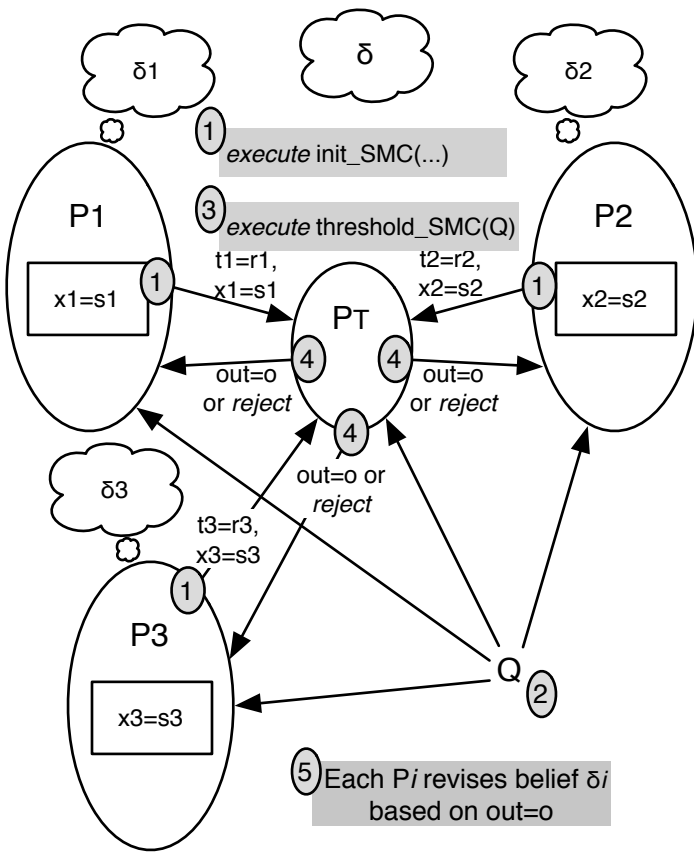 δ1
δ
δ2
1
execute init_SMC(...)
P1
3
execute threshold_SMC(Q)
P2
x1=s1
1
t1=r1,
x1=s1
PT
t2=r2,
x2=s2
1
x2=s2
4
4
out=o
or reject
out=o
or reject
4
out=o or
reject
δ3
t3=r3,
x3=s3
1
P3
x3=s3
Q
2
5
Each Pi revises belief δi
based on out=o